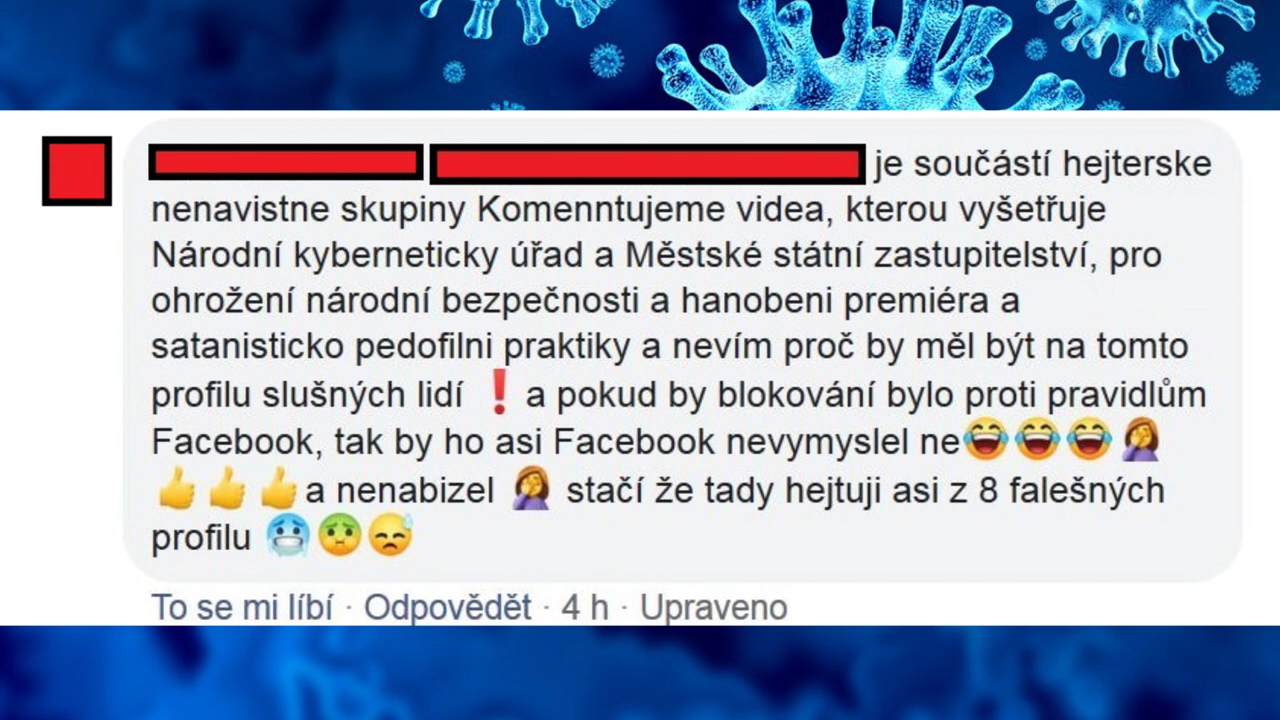 je součástí hejterske
nenavistne skupiny Komenntujeme videa, kterou vyšetřuje
Národní kyberneticky úřad a Městské státní zastupitelství, pro
ohrožení národní bezpečnosti a hanobeni premiéra a
satanisticko pedofilni praktiky a nevím proč by měl být na tomto
profilu slušných lidí ❗ a pokud by blokování bylo proti pravidlům
Facebook, tak by ho asi Facebook nevymyslel ne😂😂😂🤦‍♀️
👍👍👍a nenabizel 🤦‍♀️ stačí že tady hejtuji asi z 8 falešných
profilu 🥶🤢😓
To se mi líbí · Odpovědět · 4 h · Upraveno